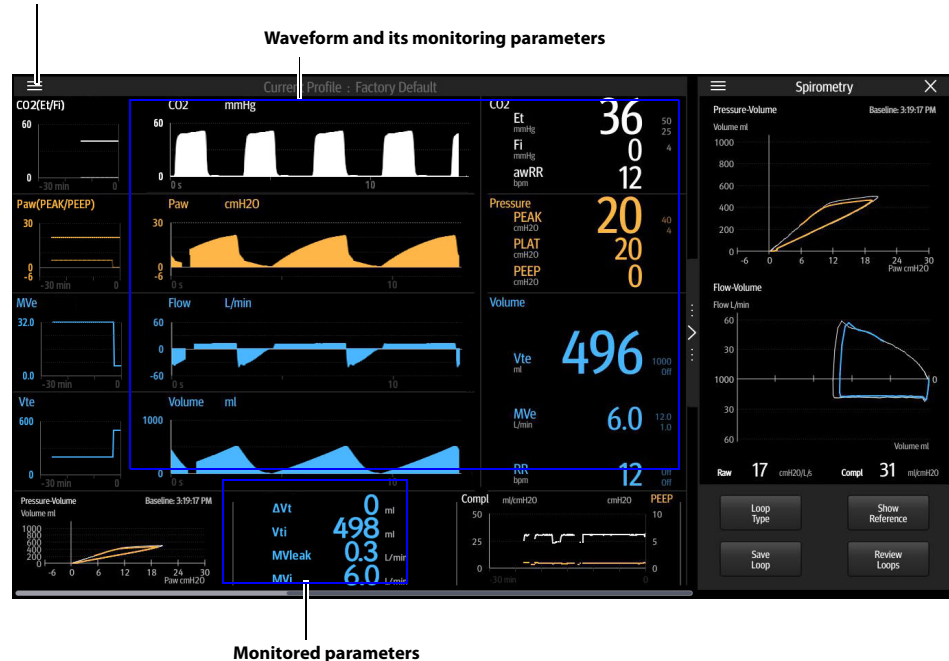 Waveform and its monitoring parameters
Current Profile : Factory Default
CO2(Et/Fi)
60
0
-30 min
0
CO2 mmHg
60
0
0 s
10
CO2
Et
mmHg
36
50
25
Fi
mmHg
0
4
awRR
bpm
12
Paw(PEAK/PEEP)
30
0
-6
-30 min
0
Paw cmH2O
30
0
-6
0 s
10
Pressure
PEAK
cmH2O
20
40
4
PLAT
cmH2O
20
PEEP
cmH2O
0
MVe
32.0
0.0
-30 min
0
Flow L/min
60
0
-60
0 s
10
Volume
Vte
ml
496
1000
Off
MVe
L/min
6.0
12.0
1.0
RR
bpm
12
Off
Off
Vte
600
0
-30 min
0
Volume ml
1000
0
0 s
10
Pressure-Volume Baseline: 3:19:17 PM
Volume ml
1000
800
600
400
200
0
-6 0 6 12 18 24 30
Paw cmH2O
ΔVt 0 ml
Vti 498 ml
MVleak 0.3 L/min
MVi 6.0 L/min
Compl ml/cmH2O cmH2O PEEP
50 10
25 5
0 0
-30 min 0
Spirometry
Pressure-Volume Baseline: 3:19:17 PM
Volume ml
1000
800
600
400
200
0
-6 0 6 12 18 24 30
Paw cmH2O
Flow-Volume
Flow L/min
60
30
1000 0
30
60
Volume ml
Raw 17 cmH2O/L/s Compl 31 ml/cmH2O
Loop
Type
Show
Reference
Save
Loop
Review
Loops
Monitored parameters